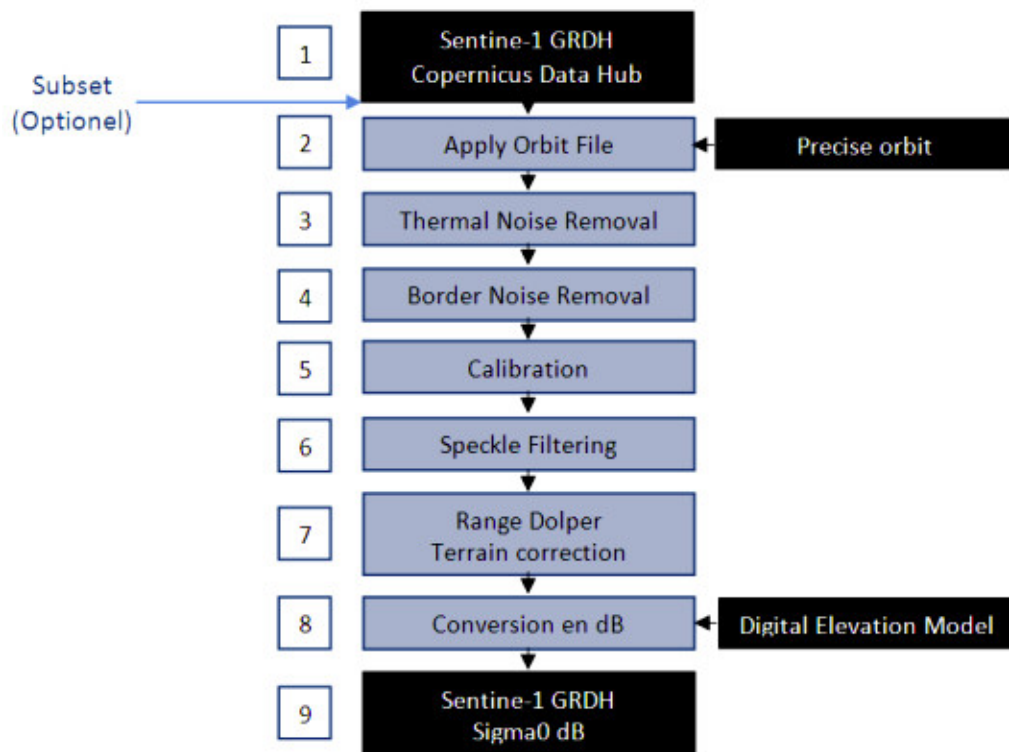 1
Sentine-1 GRDH
Copernicus Data Hub
Subset
(Optionel)
2
Apply Orbit File
Precise orbit
3
Thermal Noise Removal
4
Border Noise Removal
5
Calibration
6
Speckle Filtering
7
Range Dolper
Terrain correction
8
Conversion en dB
Digital Elevation Model
9
Sentine-1 GRDH
Sigma0 dB